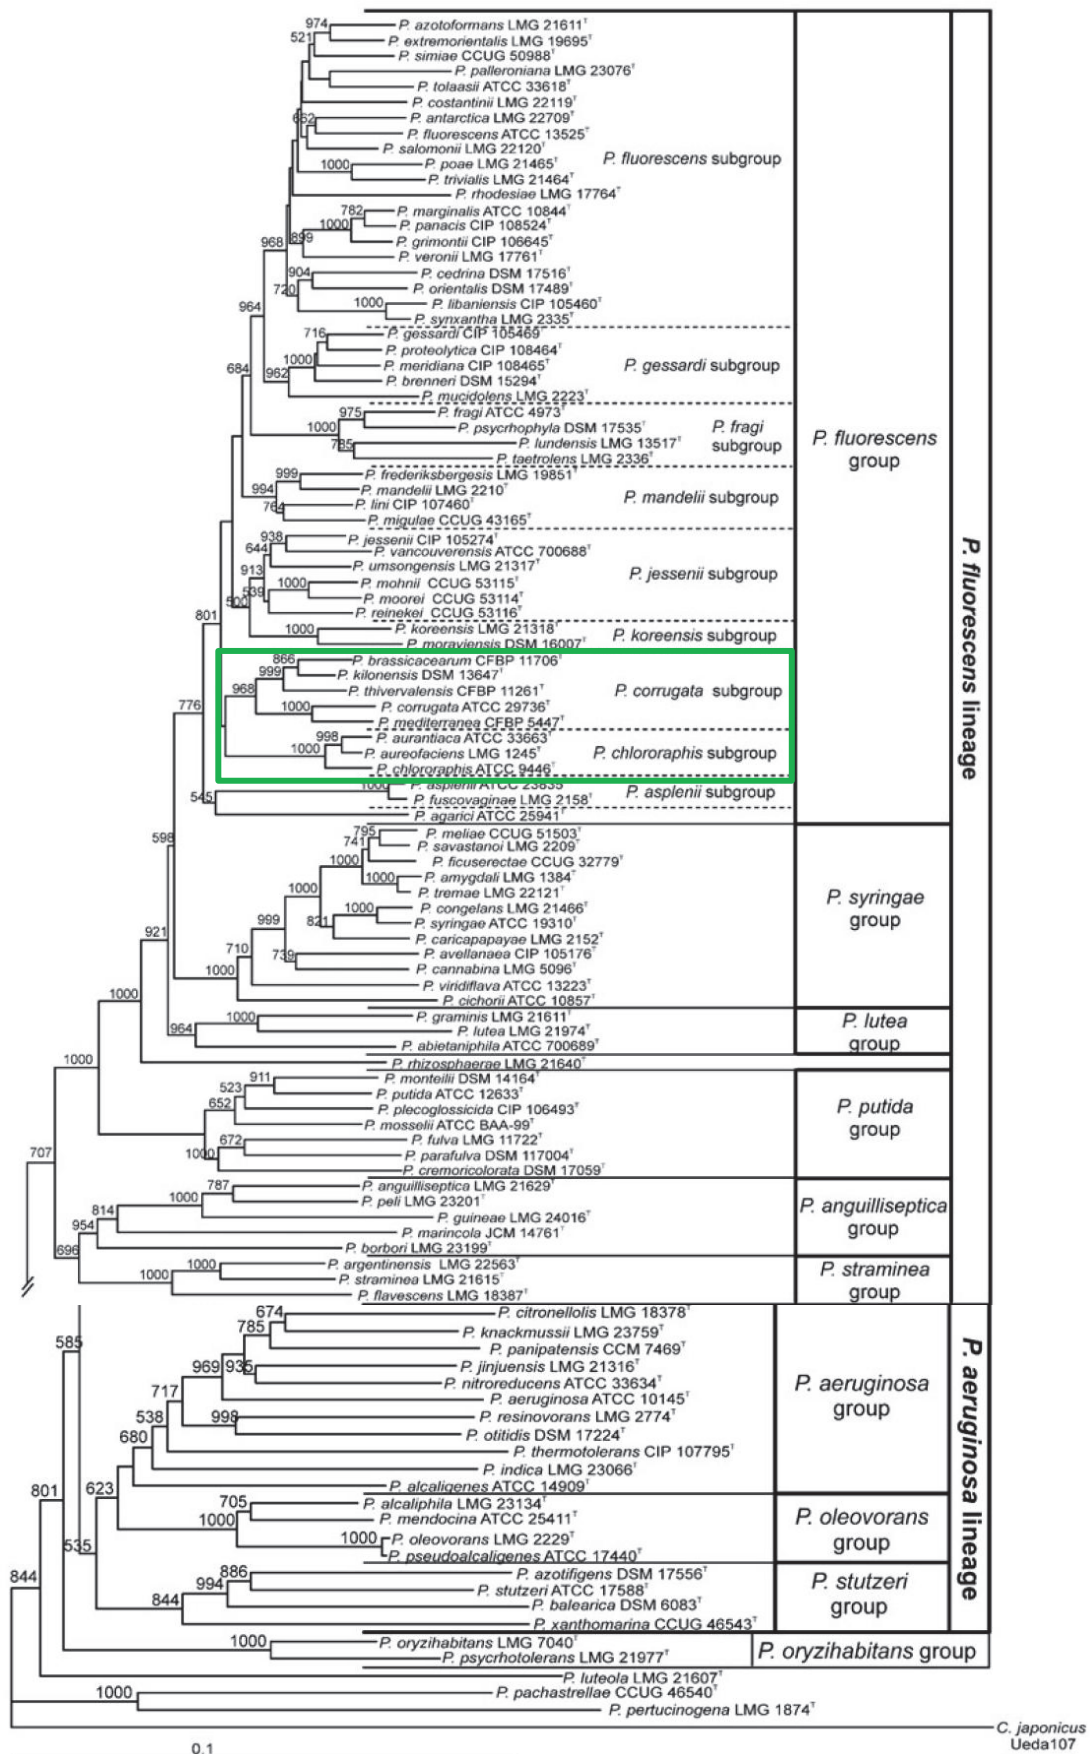 974
P. azotoformans LMG 21611T
521
P. extremorientalis LMG 19695T
P. simiae CCUG 50988T
P. palleroniana LMG 23076T
P. tolaasii ATCC 33618T
P. costantinii LMG 22119T
662
P. antarctica LMG 22709T
P. fluorescens ATCC 13525T
P. salomonii LMG 22120T
P. fluorescens subgroup
1000
P. poae LMG 21465T
P. trivialis LMG 21464T
P. rhodesiae LMG 17764T
782
P. marginalis ATCC 10844T
1000
P. panacis CIP 108524T
968
899
P. grimontii CIP 106645T
P. veronii LMG 17761T
904
P. cedrina DSM 17516T
720
P. orientalis DSM 17489T
1000
P. libaniensis CIP 105460T
964
P. synxantha LMG 2335T
716
P. gessardi CIP 105469T
P. proteolytica CIP 108464T
1000
P. meridiana CIP 108465T
P. gessardi subgroup
684
962
P. brenneri DSM 15294T
P. mucidolens LMG 2223T
975
P. fragi ATCC 4973T
1000
P. psycrhophyla DSM 17535T
P. fragi
subgroup
785
P. lundensis LMG 13517T
P. taetrolens LMG 2336T
P. fluorescens
group
999
P. frederiksbergesis LMG 19851T
994
P. mandelii LMG 2210T
P. mandelii subgroup
764
P. lini CIP 107460T
P. migulae CCUG 43165T
938
P. jessenii CIP 105274T
644
P. vancouverensis ATCC 700688T
913
P. umsongensis LMG 21317T
P. jessenii subgroup
539
1000
P. mohnii CCUG 53115T
500
P. moorei CCUG 53114T
801
P. reinekei CCUG 53116T
1000
P. koreensis LMG 21318T
P. koreensis subgroup
P. moraviensis DSM 16007T
866
P. brassicacearum CFBP 11706T
999
P. kilonensis DSM 13647T
968
P. thivervalensis CFBP 11261T
P. corrugata subgroup
776
1000
P. corrugata ATCC 29736T
P. mediterranea CFBP 5447T
998
P. aurantiaca ATCC 33663T
1000
P. aureofaciens LMG 1245T
P. chlororaphis subgroup
P. chlororaphis ATCC 9446T
1000
P. asplenii ATCC 23835T
P. asplenii subgroup
545
P. fuscovaginae LMG 2158T
P. agarici ATCC 25941T
P. fluorescens lineage
598
795
P. meliae CCUG 51503T
741
P. savastanoi LMG 2209T
1000
P. ficuserectae CCUG 32779T
1000
P. amygdali LMG 1384T
1000
P. tremae LMG 22121T
P. syringae
group
1000
P. congelans LMG 21466T
999
821
P. syringae ATCC 19310T
921
P. caricapapayae LMG 2152T
710
739
P. avellanaea CIP 105176T
1000
P. cannabina LMG 5096T
P. viridiflava ATCC 13223T
1000
P. cichorii ATCC 10857T
1000
P. graminis LMG 21611T
964
P. lutea LMG 21974T
P. lutea
group
P. abietaniphila ATCC 700689T
1000
P. rhizosphaerae LMG 21640T
911
P. monteilii DSM 14164T
523
P. putida ATCC 12633T
652
P. plecoglossicida CIP 106493T
P. putida
group
P. mosselii ATCC BAA-99T
672
P. fulva LMG 11722T
1000
P. parafulva DSM 117004T
707
P. cremoricolorata DSM 17059T
787
P. anguilliseptica LMG 21629T
1000
P. peli LMG 23201T
814
P. guineae LMG 24016T
P. anguilliseptica
group
954
P. marincola JCM 14761T
696
P. borbori LMG 23199T
1000
P. argentinensis LMG 22563T
1000
P. straminea LMG 21615T
P. straminea
group
P. flavescens LMG 18387T
674
P. citronellolis LMG 18378T
785
P. knackmussii LMG 23759T
585
P. panipatensis CCM 7469T
969
935
P. jinjuensis LMG 21316T
717
P. nitroreducens ATCC 33634T
P. aeruginosa
group
P. aeruginosa ATCC 10145T
538
998
P. resinovorans LMG 2774T
680
P. otitidis DSM 17224T
P. thermotolerans CIP 107795T
P. indica LMG 23066T
623
P. alcaligenes ATCC 14909T
P. aeruginosa lineage
801
705
P. alcaliphila LMG 23134T
1000
P. mendocina ATCC 25411T
P. oleovorans
group
535
1000
P. oleovorans LMG 2229T
P. pseudoalcaligenes ATCC 17440T
844
886
P. azotifigens DSM 17556T
994
P. stutzeri ATCC 17588T
P. stutzeri
group
844
P. balearica DSM 6083T
P. xanthomarina CCUG 46543T
1000
P. oryzihabitans LMG 7040T
P. oryzihabitans group
P. psycrhotolerans LMG 21977T
P. luteola LMG 21607T
1000
P. pachastrellae CCUG 46540T
P. pertucinogena LMG 1874T
C. japonicus
Ueda107
0.1